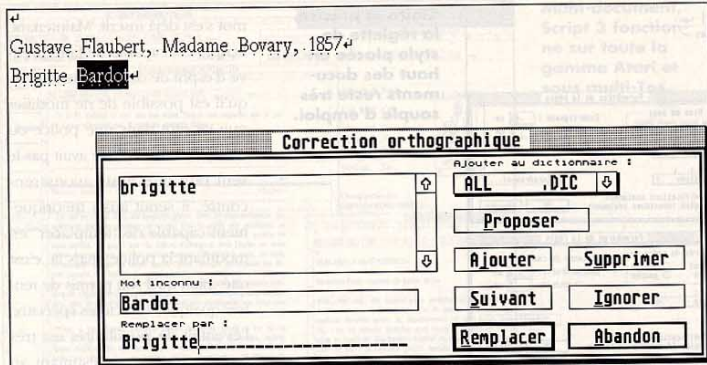 Gustave Flaubert, Madame Bovary, 1857
Brigitte Bardot
Correction orthographique
brigitte
Mot inconnu :
Bardot
Remplacer par :
Brigitte
Ajouter au dictionnaire :
ALL .DIC
Proposer
Ajouter Supprimer
Suivant Ignorer
Remplacer Abandon